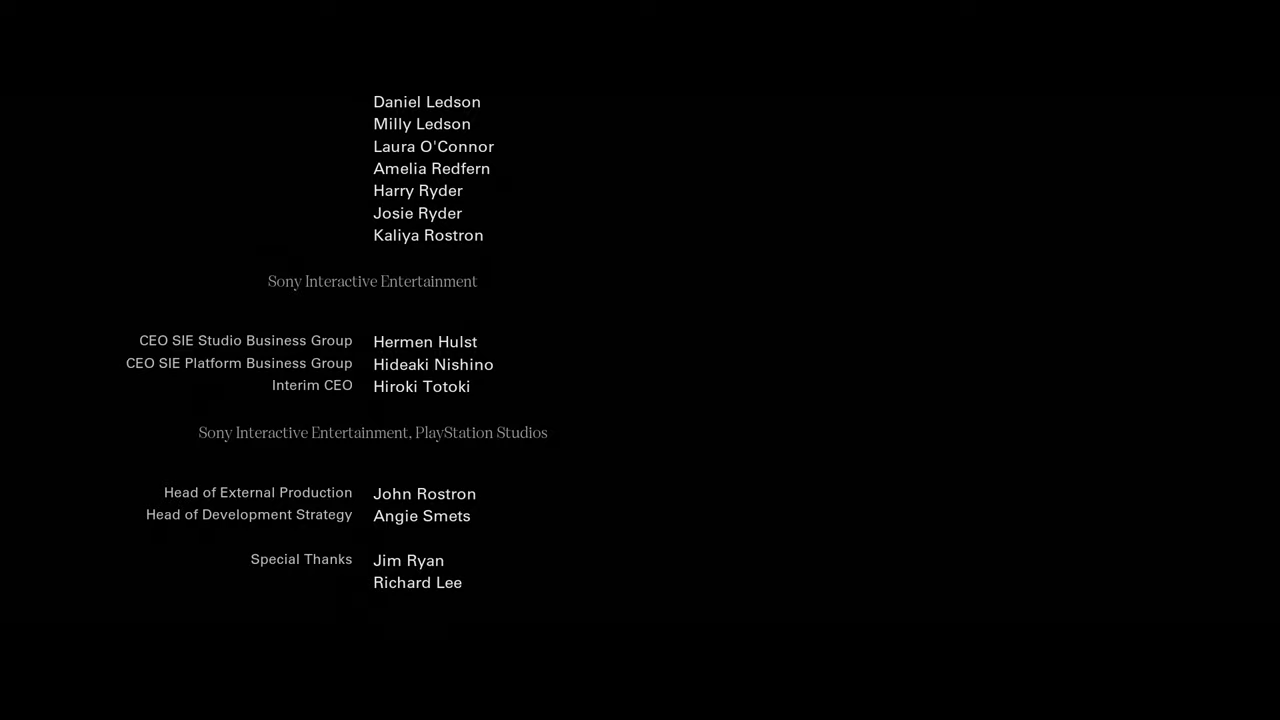 Daniel Ledson
Milly Ledson
Laura O'Connor
Amelia Redfern
Harry Ryder
Josie Ryder
Kaliya Rostron
Sony Interactive Entertainment
CEO SIE Studio Business Group Hermen Hulst
CEO SIE Platform Business Group Hideaki Nishino
Interim CEO Hiroki Totoki
Sony Interactive Entertainment, PlayStation Studios
Head of External Production John Rostron
Head of Development Strategy Angie Smets
Special Thanks Jim Ryan
Richard Lee